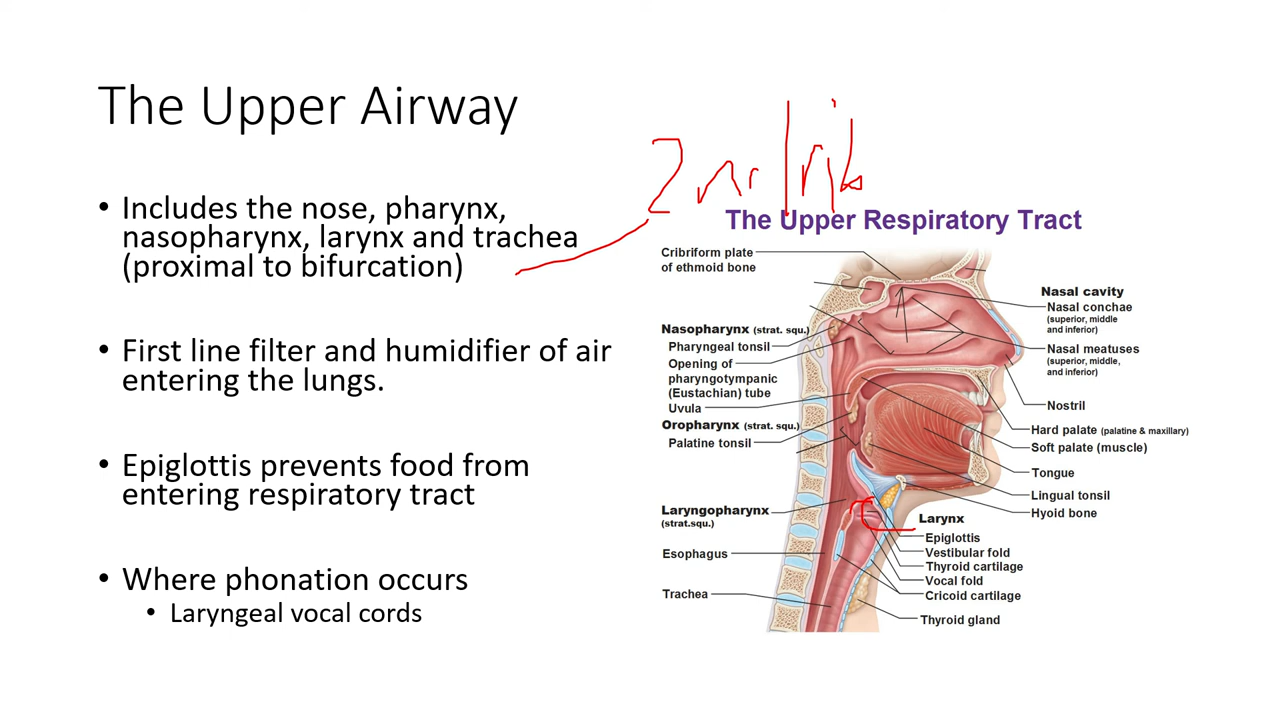 The Upper Airway
• Includes the nose, pharynx,
nasopharynx, larynx and trachea
(proximal to bifurcation)
• First line filter and humidifier of air
entering the lungs.
• Epiglottis prevents food from
entering respiratory tract
• Where phonation occurs
• Laryngeal vocal cords
2nd rib
The Upper Respiratory Tract
Cribriform plate
of ethmoid bone
Nasopharynx (strat. squ.)
Pharyngeal tonsil
Opening of
pharyngotympanic
(Eustachian) tube
Uvula
Oropharynx (strat. squ.)
Palatine tonsil
Laryngopharynx
(strat.squ.)
Esophagus
Trachea
Nasal cavity
Nasal conchae
(superior, middle
and inferior)
Nasal meatuses
(superior, middle,
and inferior)
Nostril
Hard palate (palatine & maxillary)
Soft palate (muscle)
Tongue
Lingual tonsil
Hyoid bone
Larynx
Epiglottis
Vestibular fold
Thyroid cartilage
Vocal fold
Cricoid cartilage
Thyroid gland